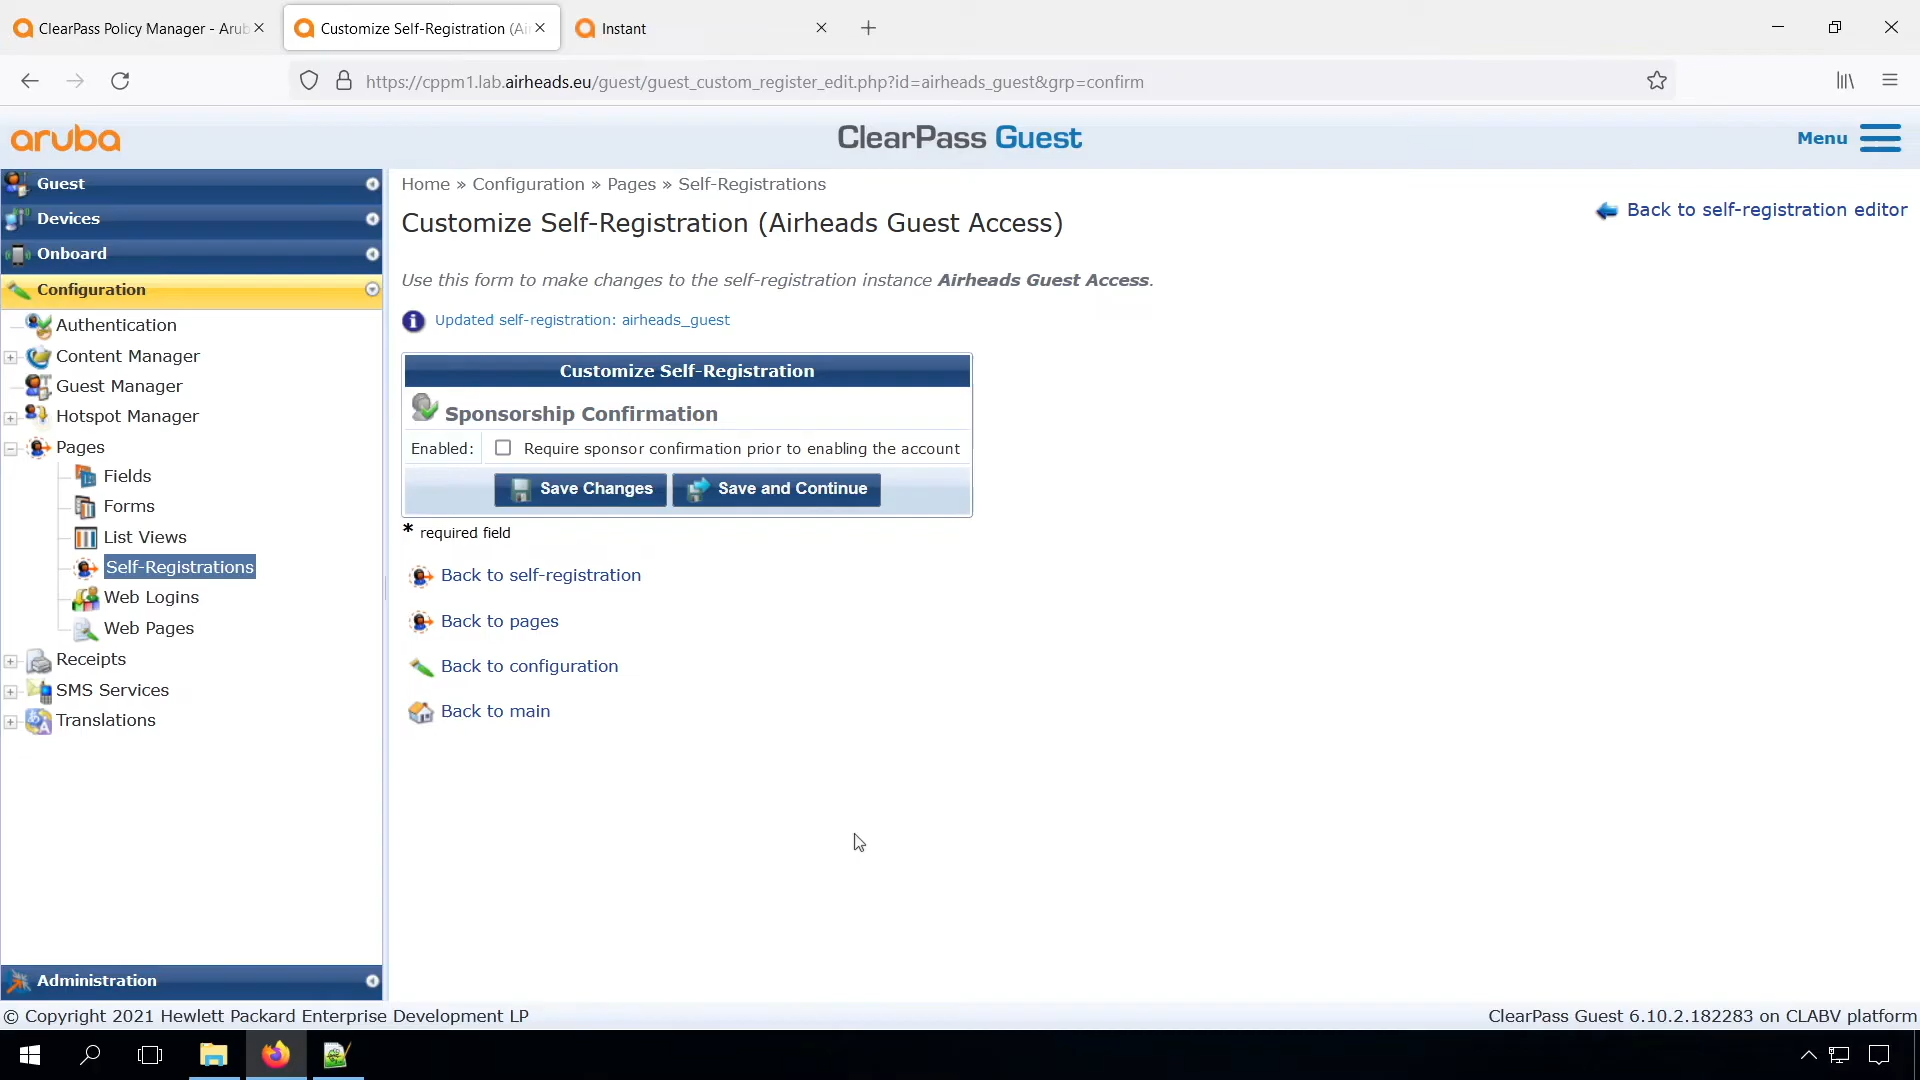 ClearPass Policy Manager - Arub
Customize Self-Registration (Ai
Instant
https://cppm1.lab.airheads.eu/guest/guest_custom_register_edit.php?id=airheads_guest&grp=confirm
aruba
ClearPass Guest
Menu
Guest
Devices
Onboard
Configuration
Authentication
Content Manager
Guest Manager
Hotspot Manager
Pages
Fields
Forms
List Views
Self-Registrations
Web Logins
Web Pages
Receipts
SMS Services
Translations
Administration
Home » Configuration » Pages » Self-Registrations
Customize Self-Registration (Airheads Guest Access)
Back to self-registration editor
Use this form to make changes to the self-registration instance Airheads Guest Access.
Updated self-registration: airheads_guest
Customize Self-Registration
Sponsorship Confirmation
Enabled: Require sponsor confirmation prior to enabling the account
Save Changes Save and Continue
* required field
Back to self-registration
Back to pages
Back to configuration
Back to main
© Copyright 2021 Hewlett Packard Enterprise Development LP
ClearPass Guest 6.10.2.182283 on CLABV platform